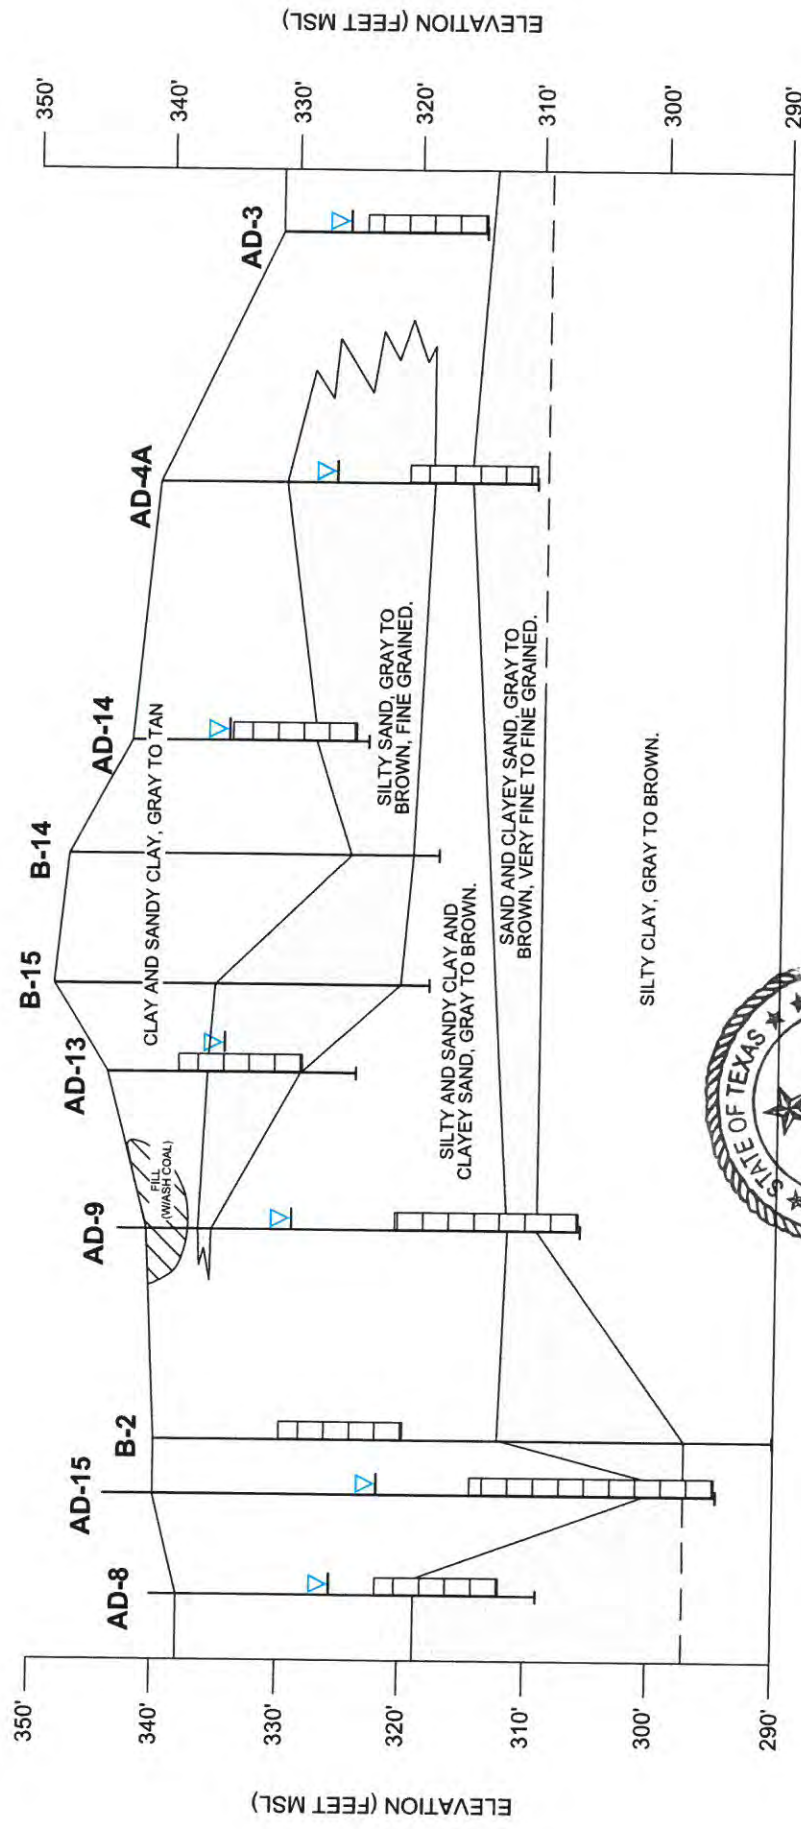 ELEVATION (FEET MSL)
350'
340'
330'
320'
310'
300'
290'
AD-8
AD-15
B-2
AD-9
AD-13
B-15
B-14
AD-14
AD-4A
AD-3
FILL
(W/ASH COAL)
CLAY AND SANDY CLAY, GRAY TO TAN
SILTY SAND, GRAY TO
BROWN, FINE GRAINED.
SILTY AND SANDY CLAY AND
CLAYEY SAND, GRAY TO BROWN.
SAND AND CLAYEY SAND, GRAY TO
BROWN, VERY FINE TO FINE GRAINED.
SILTY CLAY, GRAY TO BROWN.
STATE OF TEXAS
350'
340'
330'
320'
310'
300'
290'
ELEVATION (FEET MSL)